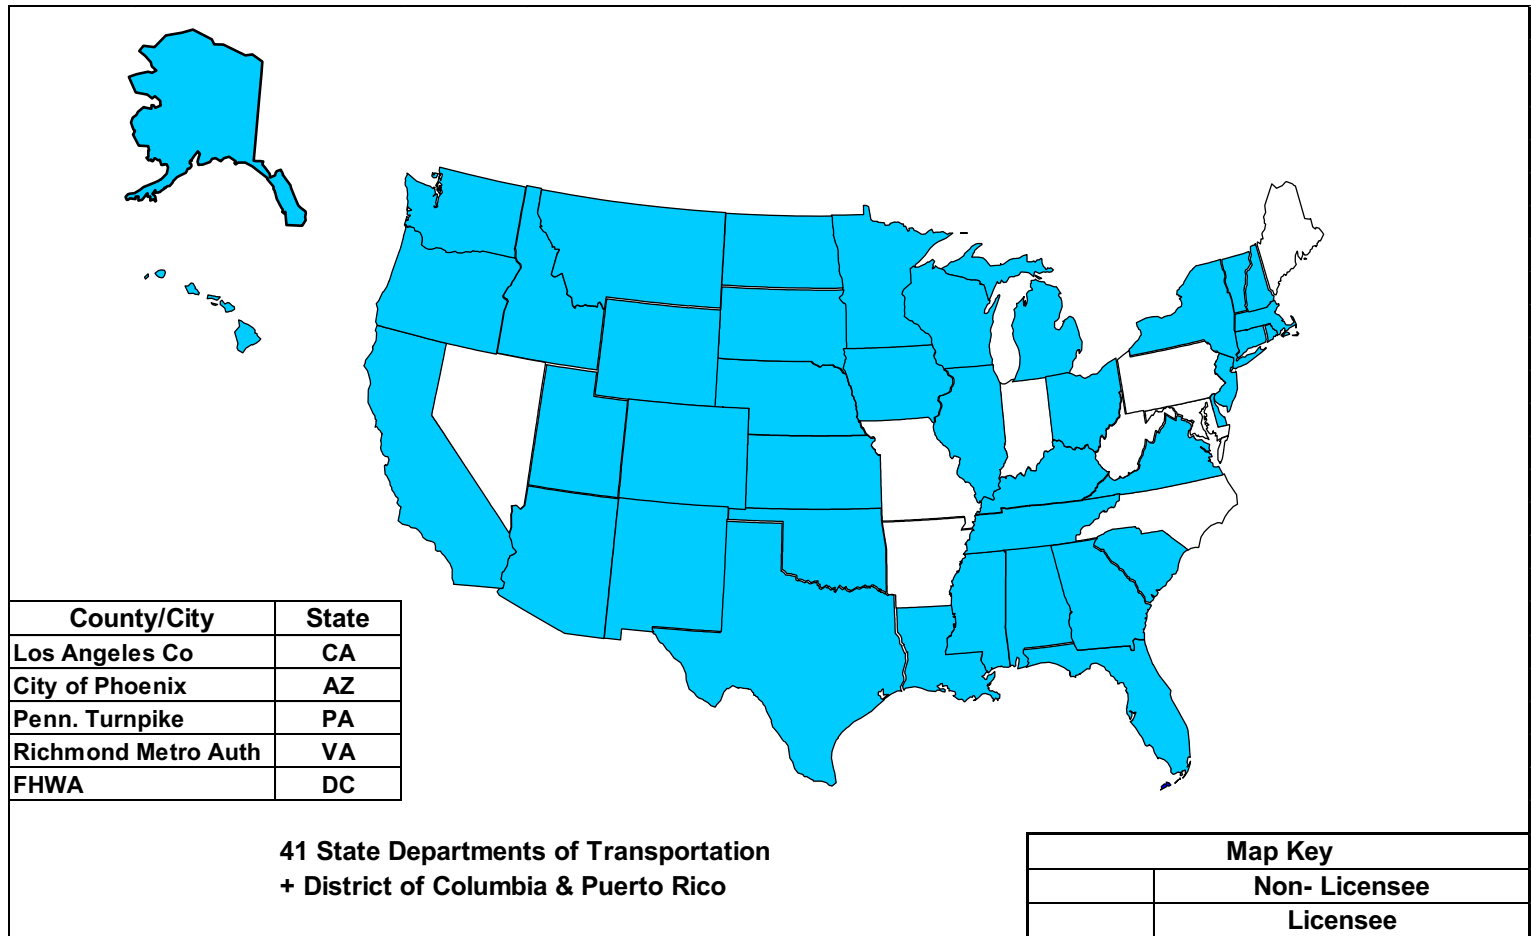 County/City State
Los Angeles Co CA
City of Phoenix AZ
Penn. Turnpike PA
Richmond Metro Auth VA
FHWA DC
41 State Departments of Transportation
+ District of Columbia & Puerto Rico
Map Key
Non- Licensee
Licensee